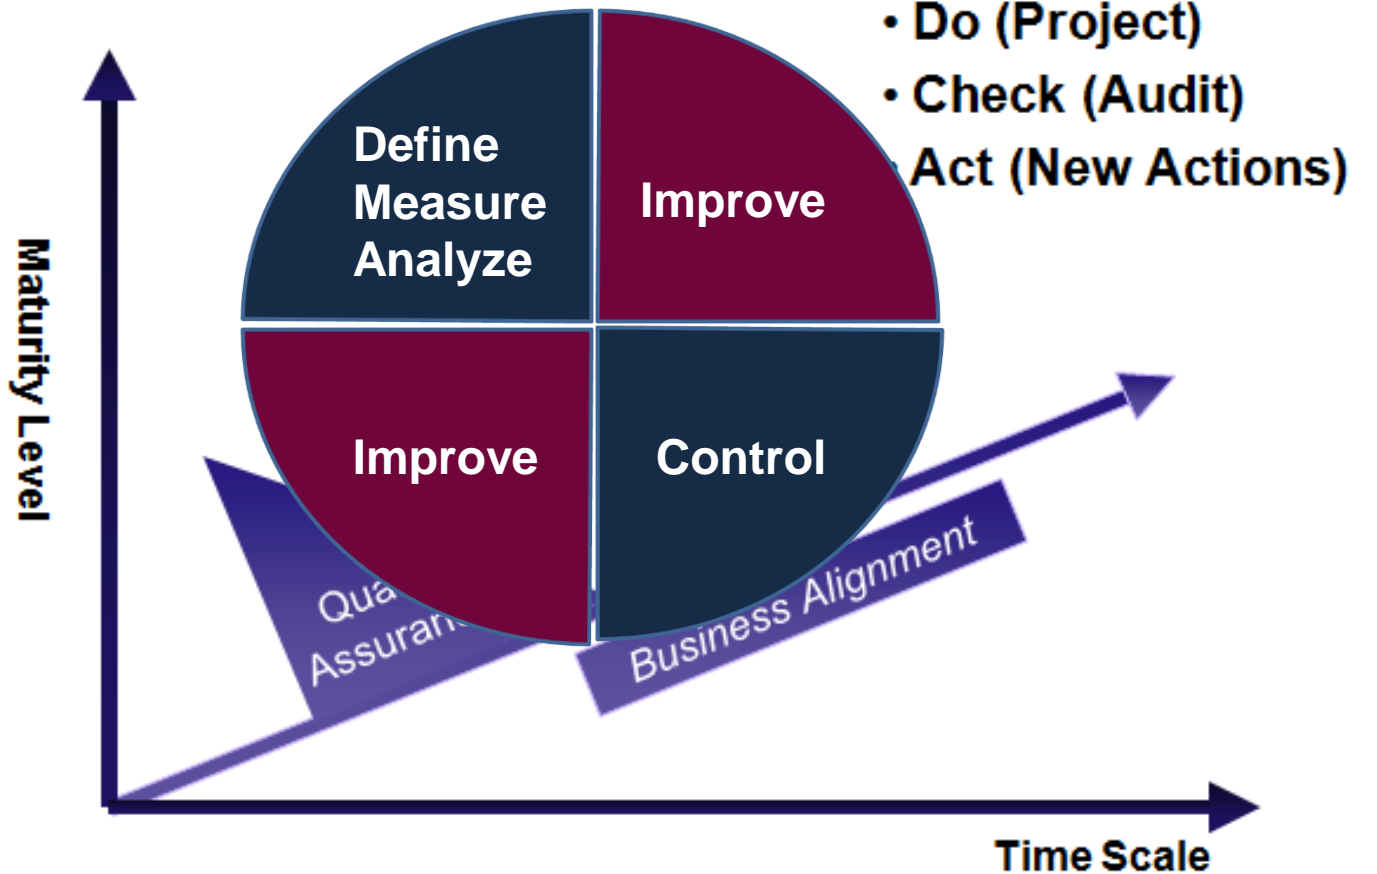 • Do (Project)
• Check (Audit)
Act (New Actions)
Define
Measure
Analyze
Improve
Improve
Control
Maturity Level
Business Alignment
Time Scale